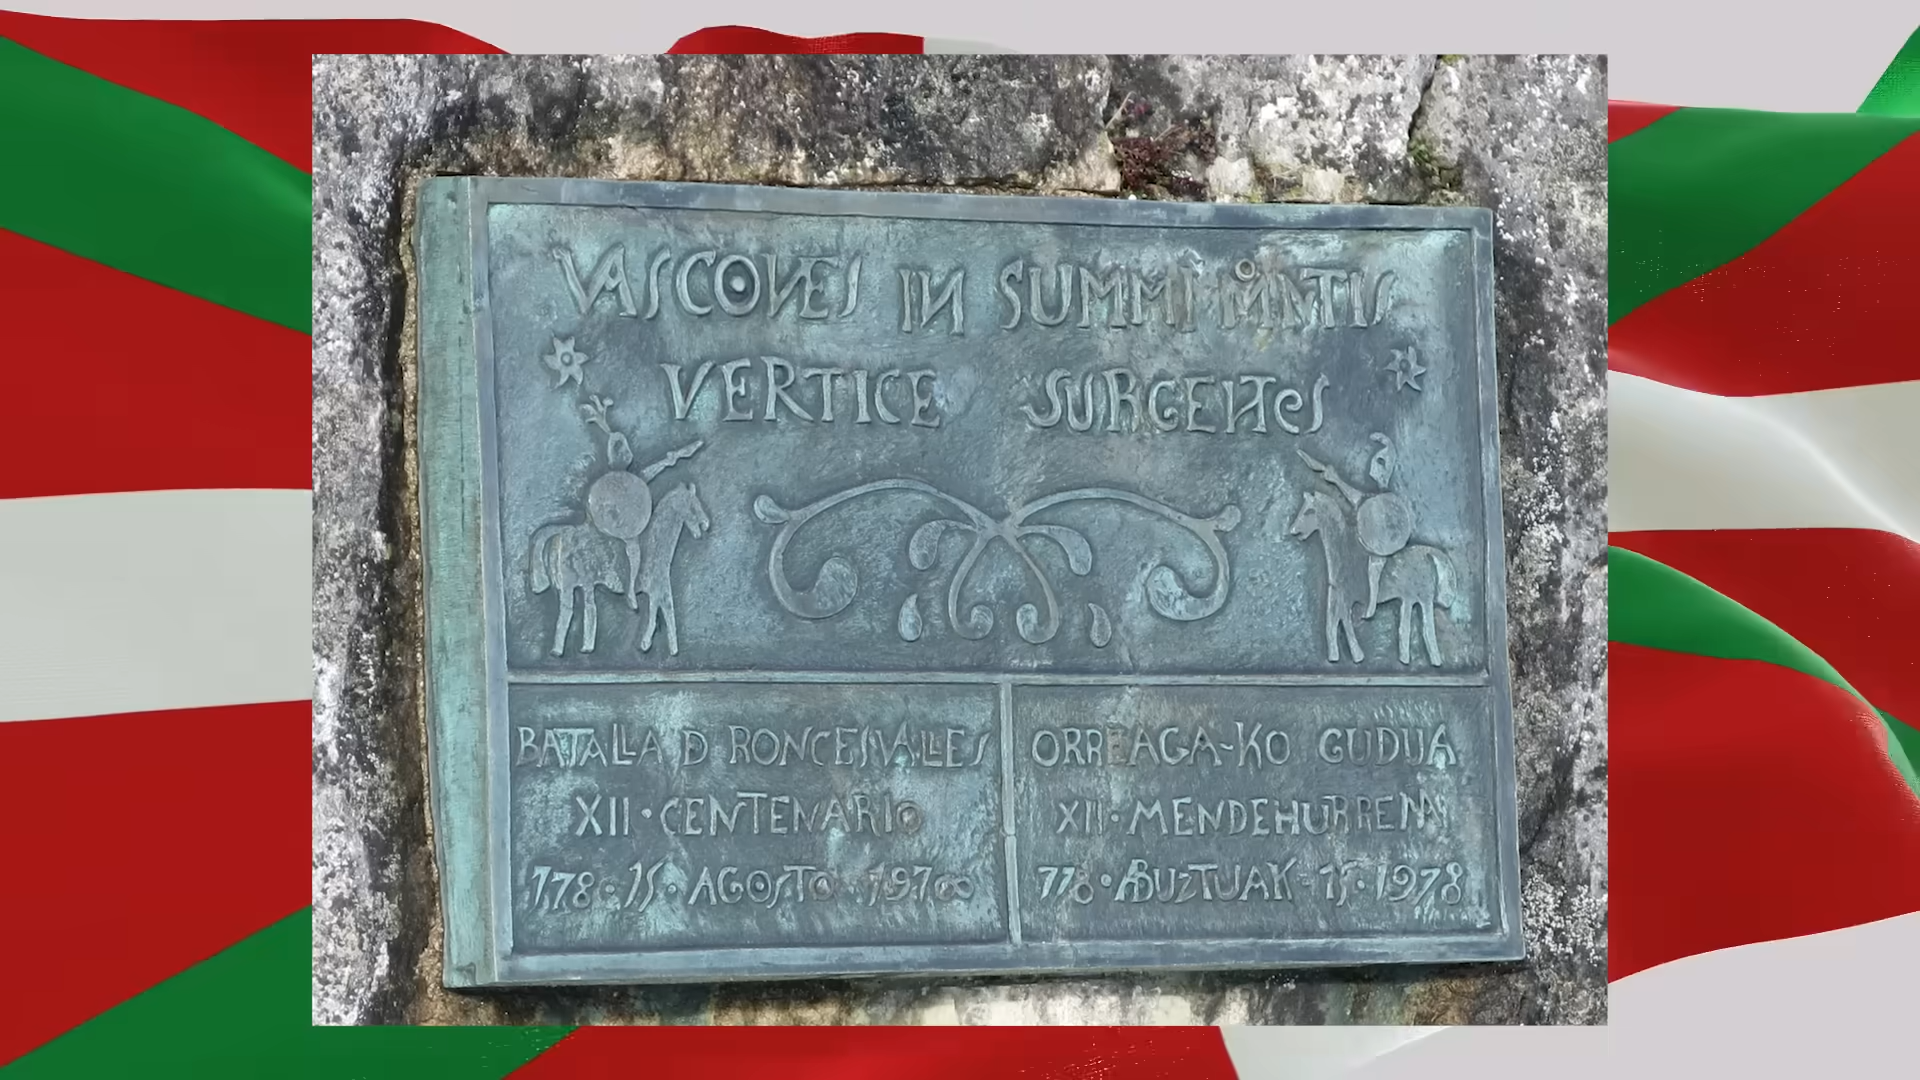 VASCONES IN SUMMI MONTIS
VERTICE SURGENTES
BATALLA D RONCESVALLES
XII · CENTENARIO
778 · 15 · AGOSTO · 1978
ORREAGA-KO GUDUA
XII · MENDEHURRENA
778 · ABUZTUAK · 15 · 1978